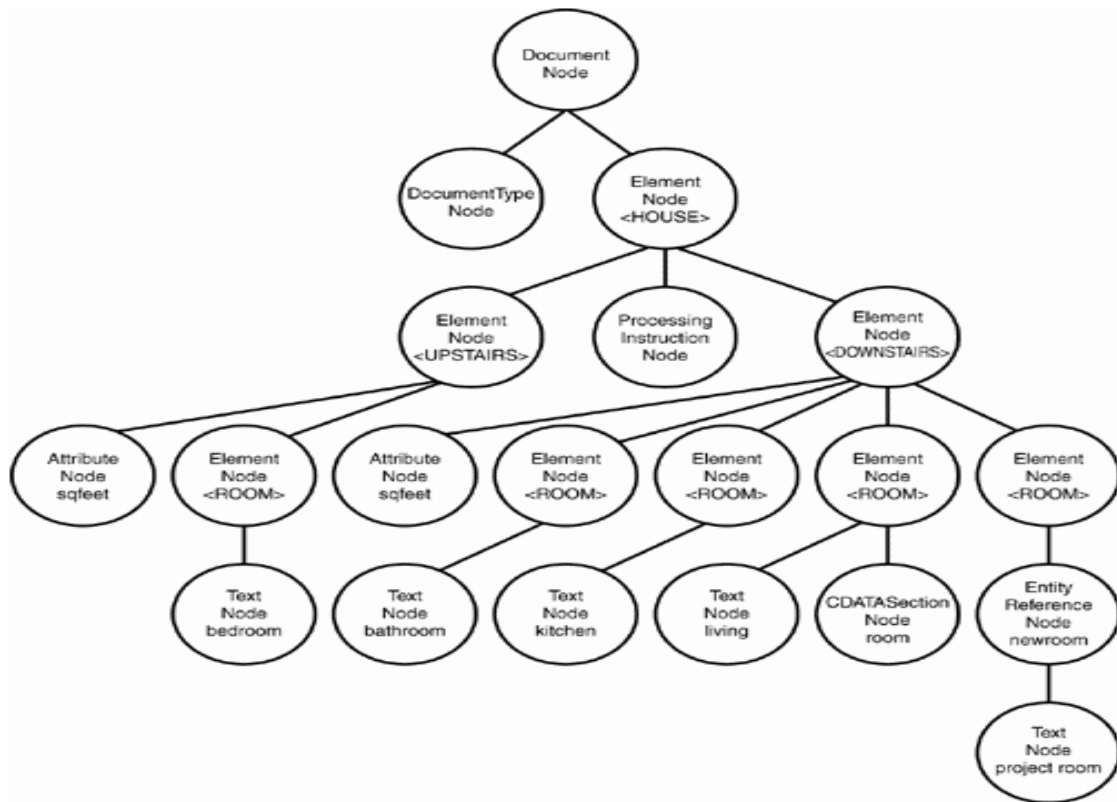 Document
Node
DocumentType
Node
Element
Node
<HOUSE>
Element
Node
<UPSTAIRS>
Processing
Instruction
Node
Element
Node
<DOWNSTAIRS>
Attribute
Node
sqfeet
Element
Node
<ROOM>
Attribute
Node
sqfeet
Element
Node
<ROOM>
Element
Node
<ROOM>
Element
Node
<ROOM>
Element
Node
<ROOM>
Text
Node
bedroom
Text
Node
bathroom
Text
Node
kitchen
Text
Node
living
CDATASection
Node
room
Entity
Reference
Node
newroom
Text
Node
project room